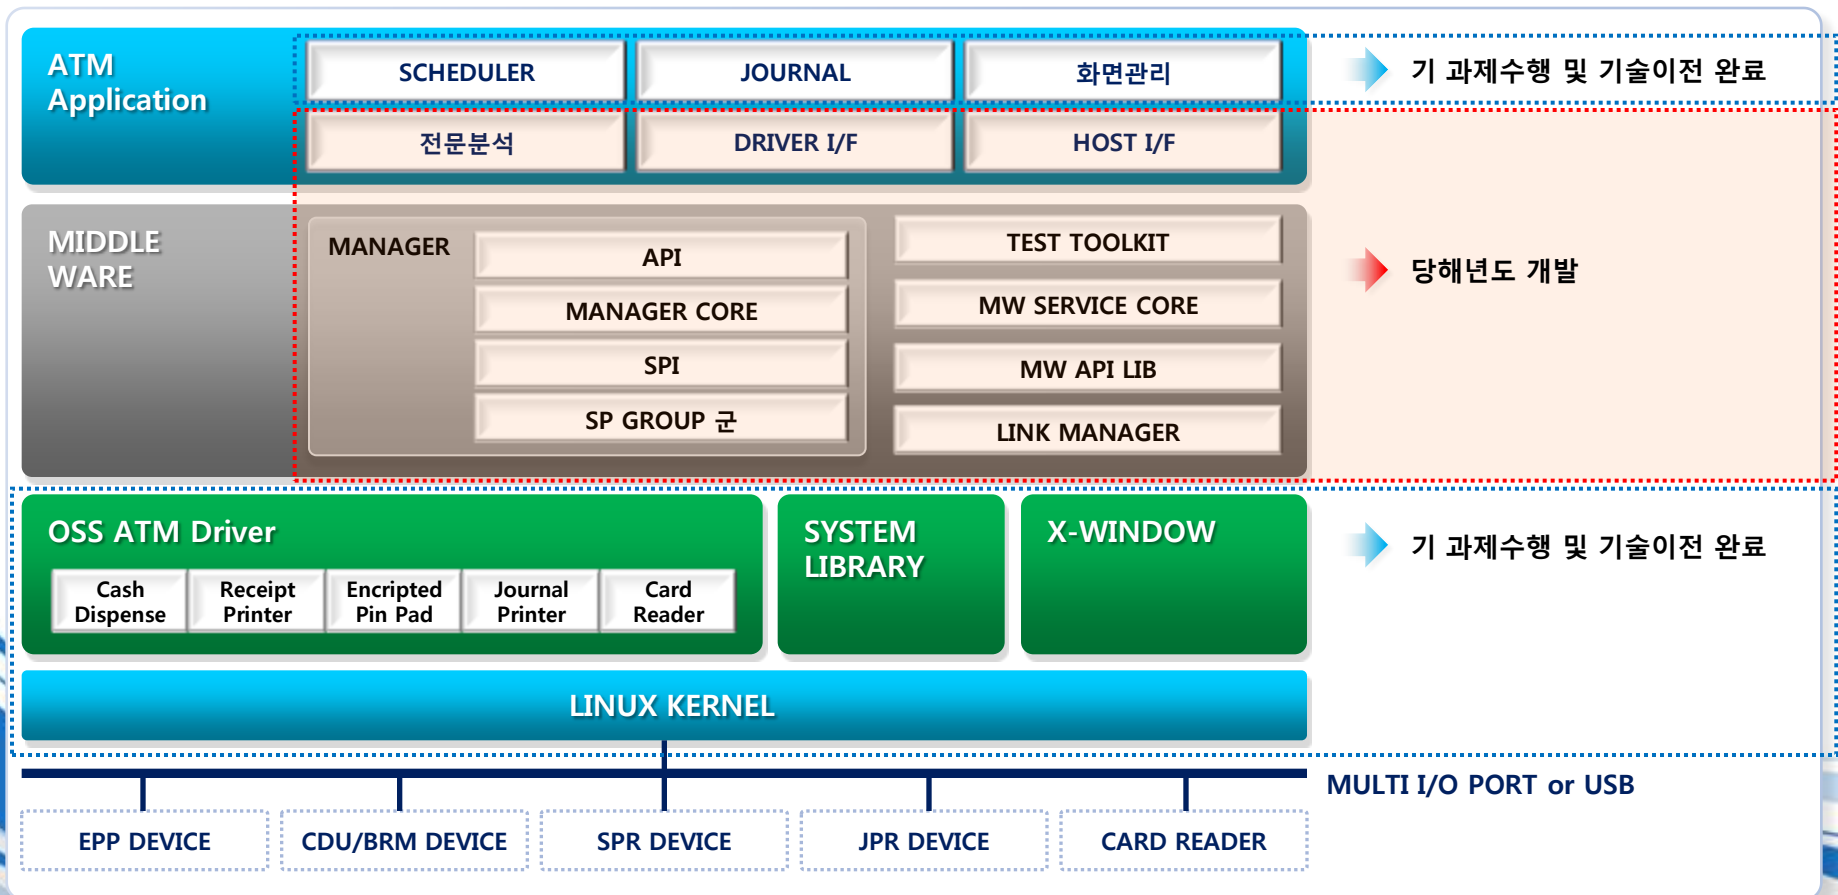 ATM
Application
SCHEDULER
JOURNAL
화면관리
기 과제수행 및 기술이전 완료
전문분석
DRIVER I/F
HOST I/F
MIDDLE
WARE
MANAGER
API
MANAGER CORE
SPI
SP GROUP 군
TEST TOOLKIT
MW SERVICE CORE
MW API LIB
LINK MANAGER
당해년도 개발
OSS ATM Driver
Cash
Dispense
Receipt
Printer
Encripted
Pin Pad
Journal
Printer
Card
Reader
SYSTEM
LIBRARY
X-WINDOW
기 과제수행 및 기술이전 완료
LINUX KERNEL
MULTI I/O PORT or USB
EPP DEVICE
CDU/BRM DEVICE
SPR DEVICE
JPR DEVICE
CARD READER